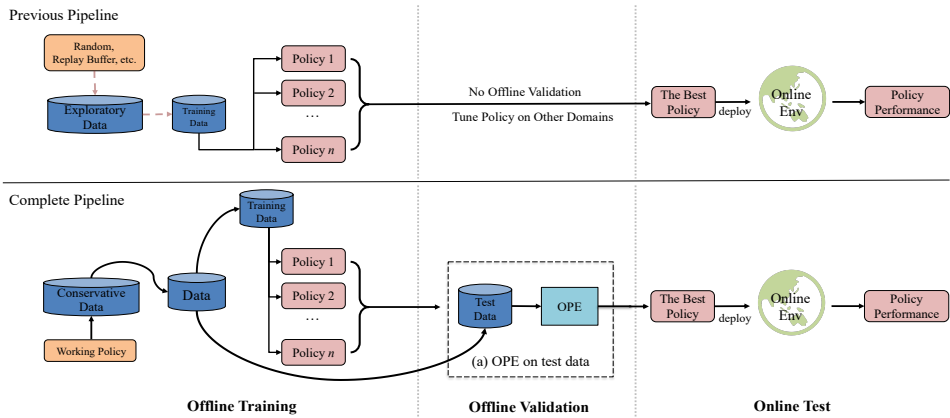 Previous Pipeline
Random,
Replay Buffer, etc.
Exploratory
Data
Training
Data
Policy 1
Policy 2
...
Policy n
No Offline Validation
Tune Policy on Other Domains
The Best
Policy
deploy
Online
Env
Policy
Performance
Complete Pipeline
Training
Data
Conservative
Data
Working Policy
Data
Policy 1
Policy 2
...
Policy n
Test
Data
OPE
(a) OPE on test data
The Best
Policy
deploy
Online
Env
Policy
Performance
Offline Training
Offline Validation
Online Test